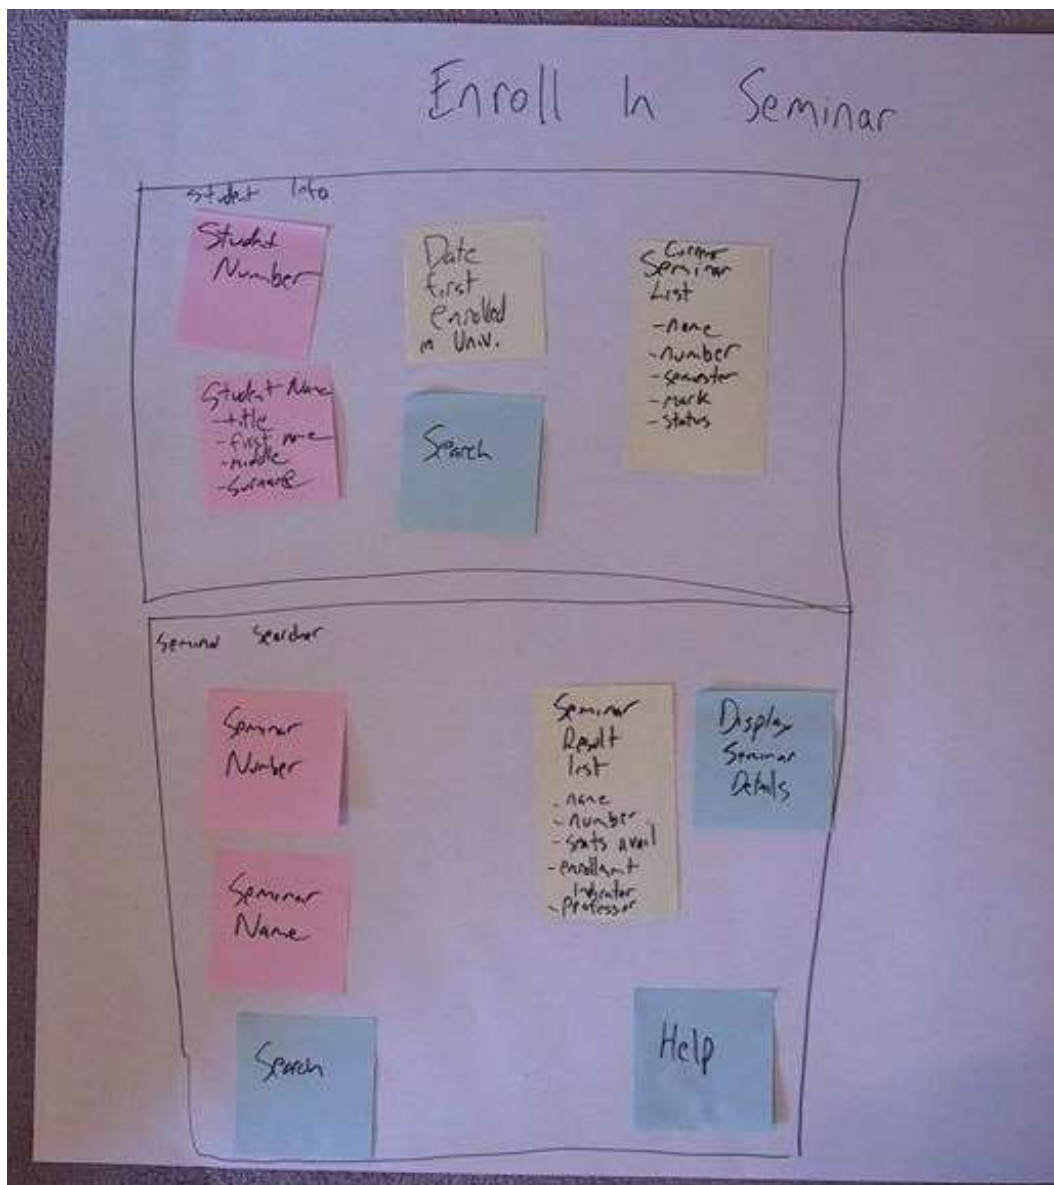 Enroll In Seminar
Student Info
Student
Number
Date
first
enrolled
in Univ.
Current
Seminar
List
-name
-number
-semester
-mark
-status
Student Name
-title
-first name
-middle
-surname
Search
Seminar Searcher
Seminar
Number
Seminar
Result
list
- name
- number
- seats avail
- enrollment
Indicator
- Professor
Display
Seminar
Details
Seminar
Name
Search
Help